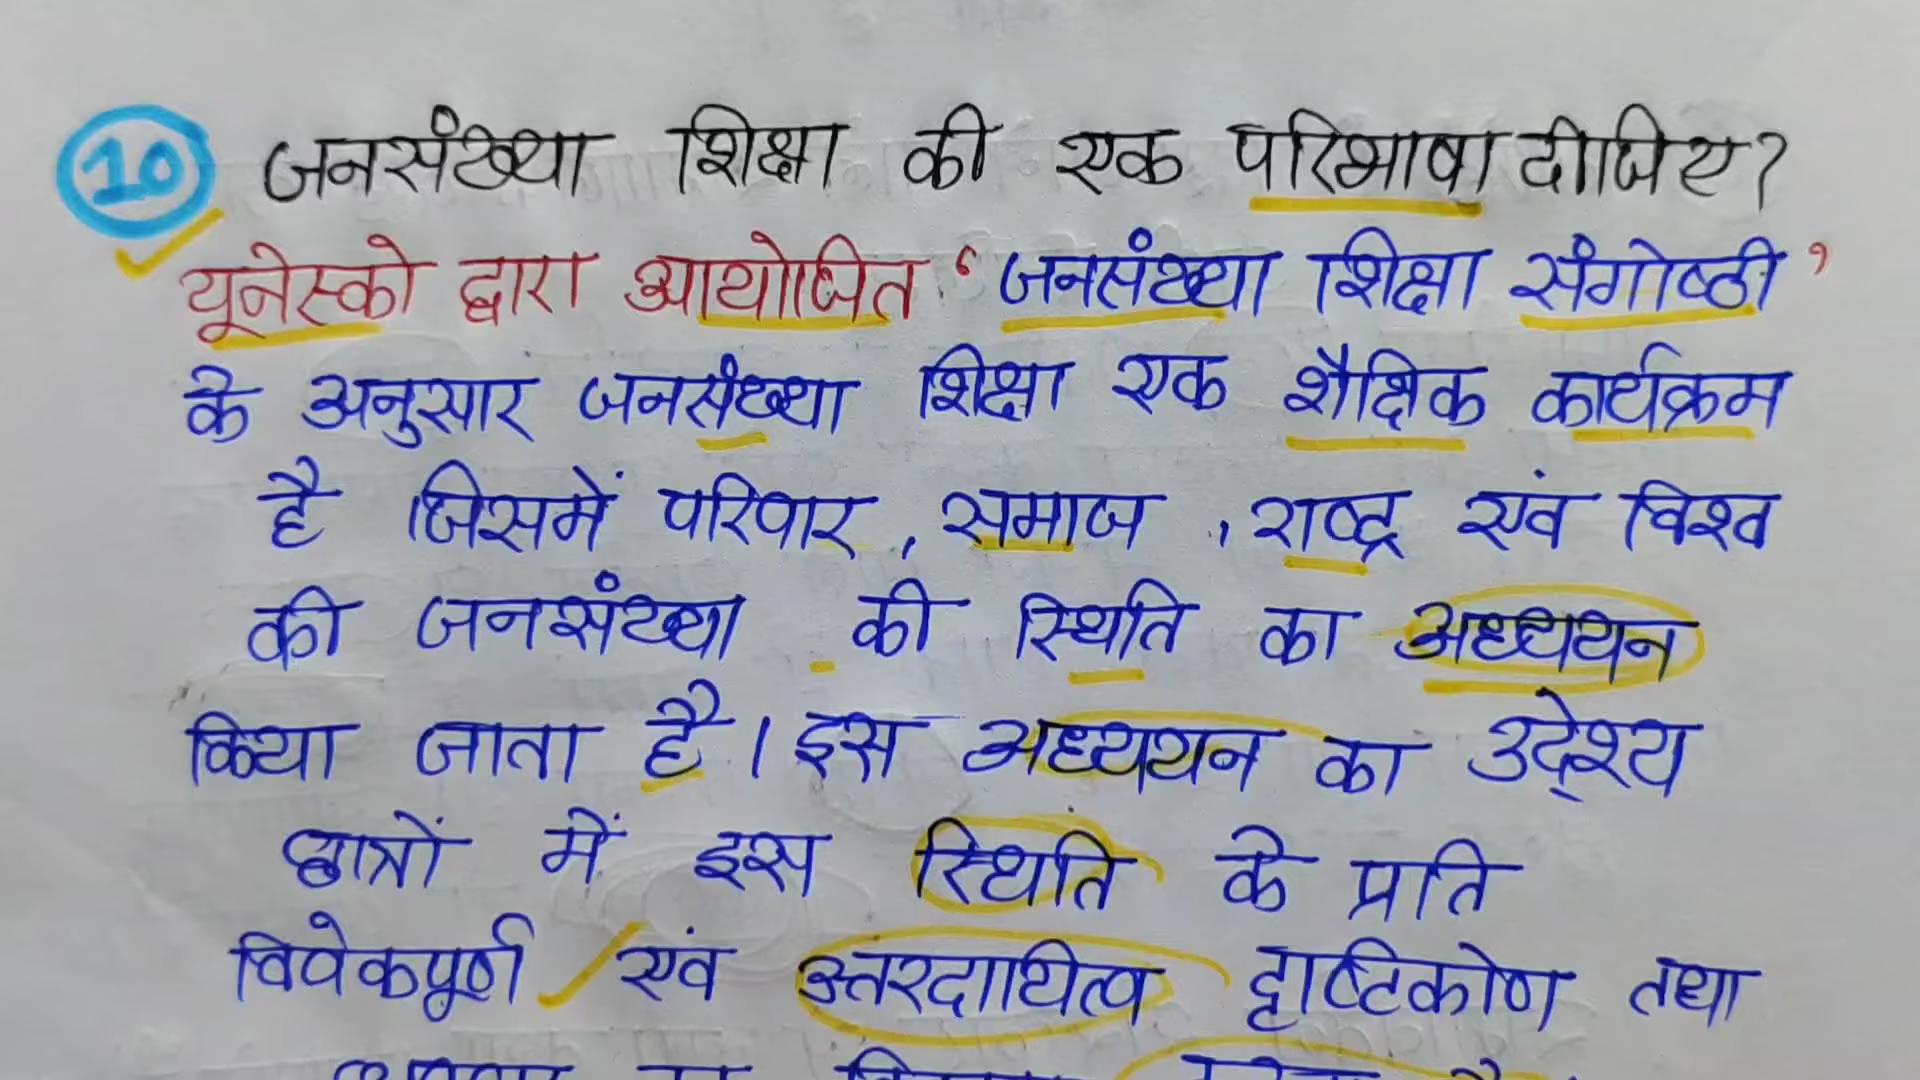 10 जनसंख्या शिक्षा की एक परिभाषा दीजिए?
यूनेस्को द्वारा आयोजित ‘जनसंख्या शिक्षा संगोष्ठी’
के अनुसार जनसंख्या शिक्षा एक शैक्षिक कार्यक्रम
है जिसमें परिवार, समाज, राष्ट्र एवं विश्व
की जनसंख्या की स्थिति का अध्ययन
किया जाता है। इस अध्ययन का उद्देश्य
छात्रों में इस स्थिति के प्रति
विवेकपूर्ण एवं उत्तरदायित्व दृष्टिकोण तथा